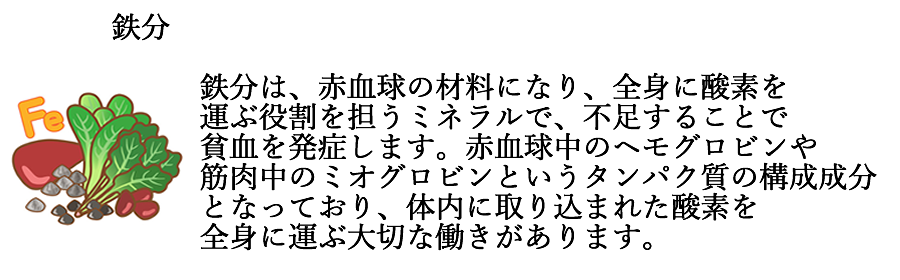 鉄分
Fe
鉄分は、赤血球の材料になり、全身に酸素を
運ぶ役割を担うミネラルで、不足することで
貧血を発症します。赤血球中のヘモグロビンや
筋肉中のミオグロビンというタンパク質の構成成分
となっており、体内に取り込まれた酸素を
全身に運ぶ大切な働きがあります。